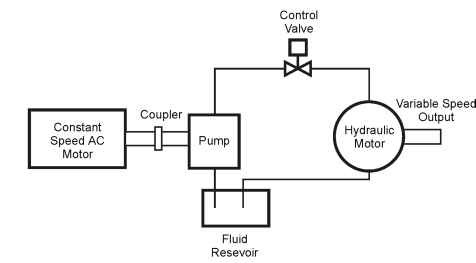 Control
Valve
Coupler
Variable Speed
Output
Constant
Speed AC
Motor
Pump
Hydraulic
Motor
Fluid
Resevoir